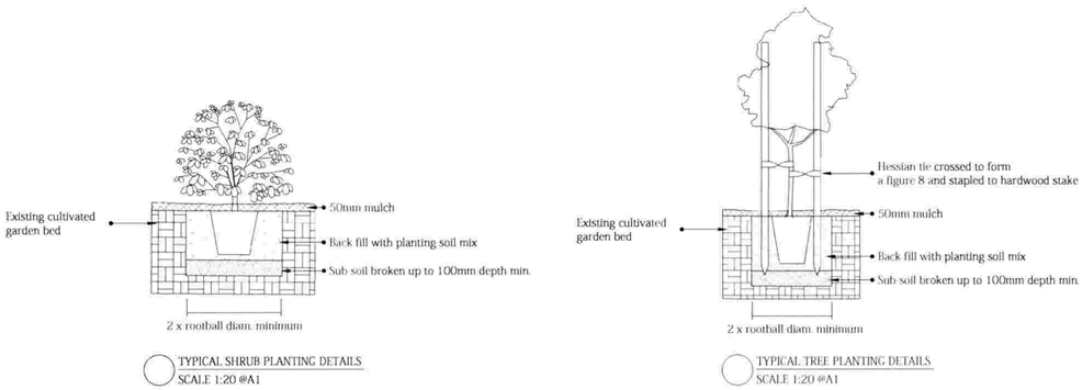 Existing cultivated
garden bed
50mm mulch
Back fill with planting soil mix
Sub soil broken up to 100mm depth min.
2 x rootball diam. minimum
TYPICAL SHRUB PLANTING DETAILS
SCALE 1:20 @A1
Hessian tie crossed to form
a figure 8 and stapled to hardwood stake
Existing cultivated
garden bed
50mm mulch
Back fill with planting soil mix
Sub soil broken up to 100mm depth min.
2 x rootball diam. minimum
TYPICAL TREE PLANTING DETAILS
SCALE 1:20 @A1